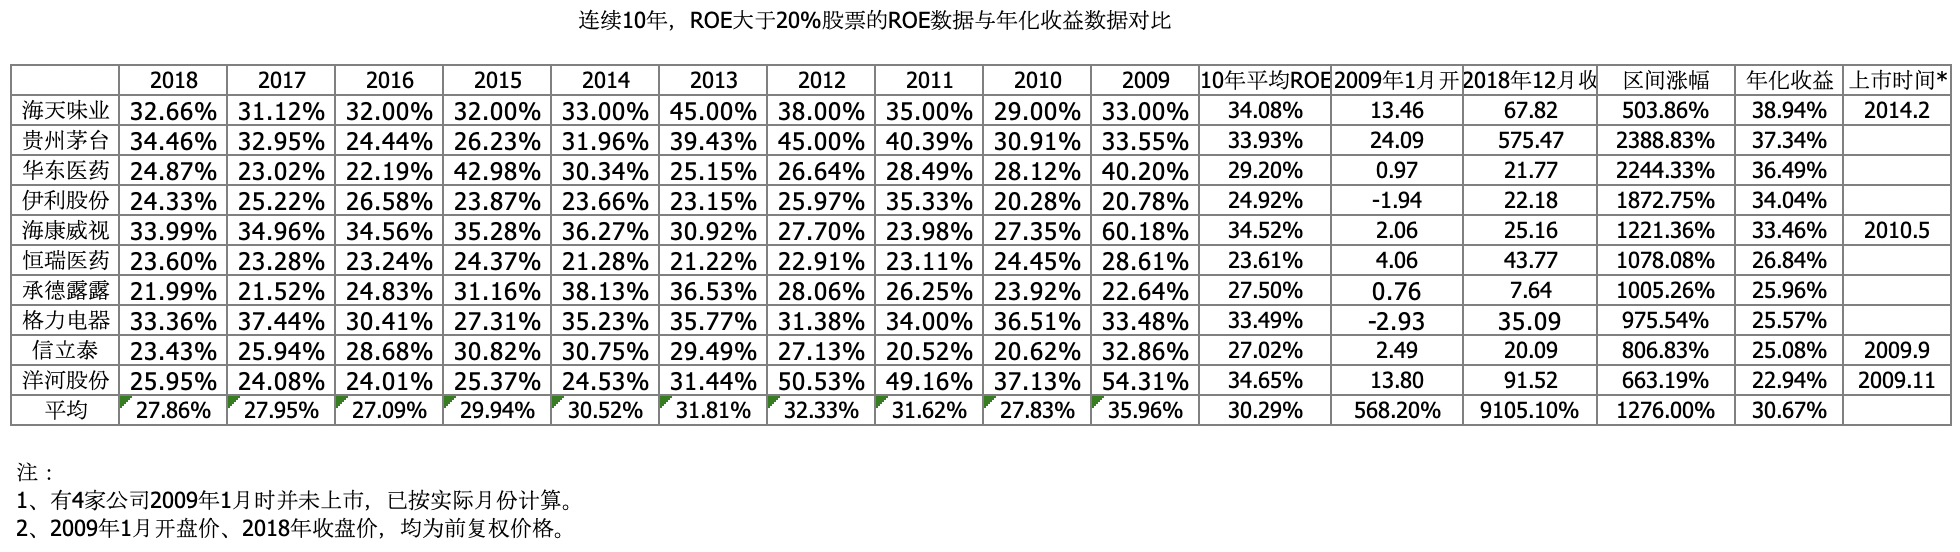 连续10年，ROE大于20%股票的ROE数据与年化收益数据对比
2018 2017 2016 2015 2014 2013 2012 2011 2010 2009 10年平均ROE 2009年1月开 2018年12月收 区间涨幅 年化收益 上市时间*
海天味业 32.66% 31.12% 32.00% 32.00% 33.00% 45.00% 38.00% 35.00% 29.00% 33.00% 34.08% 13.46 67.82 503.86% 38.94% 2014.2
贵州茅台 34.46% 32.95% 24.44% 26.23% 31.96% 39.43% 45.00% 40.39% 30.91% 33.55% 33.93% 24.09 575.47 2388.83% 37.34%
华东医药 24.87% 23.02% 22.19% 42.98% 30.34% 25.15% 26.64% 28.49% 28.12% 40.20% 29.20% 0.97 21.77 2244.33% 36.49%
伊利股份 24.33% 25.22% 26.58% 23.87% 23.66% 23.15% 25.97% 35.33% 20.28% 20.78% 24.92% -1.94 22.18 1872.75% 34.04%
海康威视 33.99% 34.96% 34.56% 35.28% 36.27% 30.92% 27.70% 23.98% 27.35% 60.18% 34.52% 2.06 25.16 1221.36% 33.46% 2010.5
恒瑞医药 23.60% 23.28% 23.24% 24.37% 21.28% 21.22% 22.91% 23.11% 24.45% 28.61% 23.61% 4.06 43.77 1078.08% 26.84%
承德露露 21.99% 21.52% 24.83% 31.16% 38.13% 36.53% 28.06% 26.25% 23.92% 22.64% 27.50% 0.76 7.64 1005.26% 25.96%
格力电器 33.36% 37.44% 30.41% 27.31% 35.23% 35.77% 31.38% 34.00% 36.51% 33.48% 33.49% -2.93 35.09 975.54% 25.57%
信立泰 23.43% 25.94% 28.68% 30.82% 30.75% 29.49% 27.13% 20.52% 20.62% 32.86% 27.02% 2.49 20.09 806.83% 25.08% 2009.9
洋河股份 25.95% 24.08% 24.01% 25.37% 24.53% 31.44% 50.53% 49.16% 37.13% 54.31% 34.65% 13.80 91.52 663.19% 22.94% 2009.11
平均 27.86% 27.95% 27.09% 29.94% 30.52% 31.81% 32.33% 31.62% 27.83% 35.96% 30.29% 568.20% 9105.10% 1276.00% 30.67%
注：
1、有4家公司2009年1月时并未上市，已按实际月份计算。
2、2009年1月开盘价、2018年收盘价，均为前复权价格。